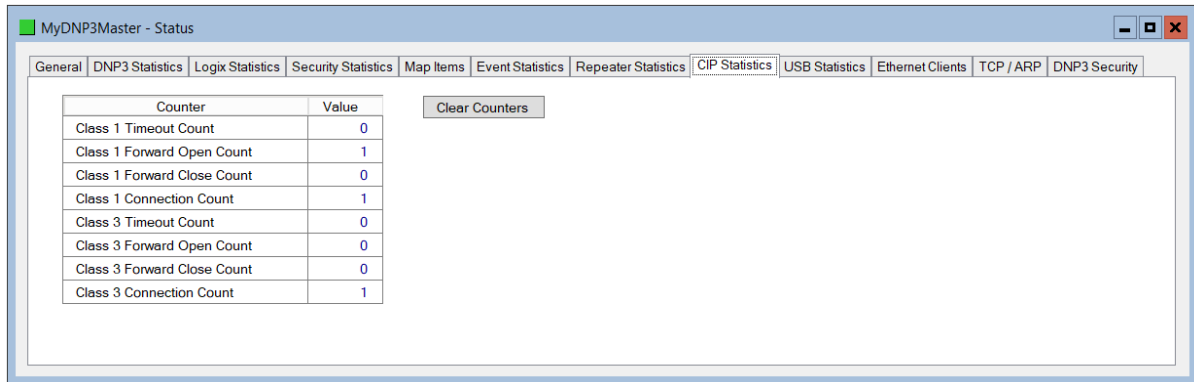 MyDNP3Master - Status
General DNP3 Statistics Logix Statistics Security Statistics Map Items Event Statistics Repeater Statistics CIP Statistics USB Statistics Ethernet Clients TCP / ARP DNP3 Security
Counter Value Clear Counters
Class 1 Timeout Count 0
Class 1 Forward Open Count 1
Class 1 Forward Close Count 0
Class 1 Connection Count 1
Class 3 Timeout Count 0
Class 3 Forward Open Count 0
Class 3 Forward Close Count 0
Class 3 Connection Count 1